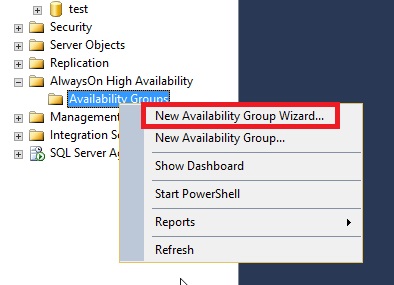 test
Security
Server Objects
Replication
AlwaysOn High Availability
Availability Groups
New Availability Group Wizard...
Management
New Availability Group...
Integration S
SQL Server Ag
Show Dashboard
Start PowerShell
Reports
Refresh